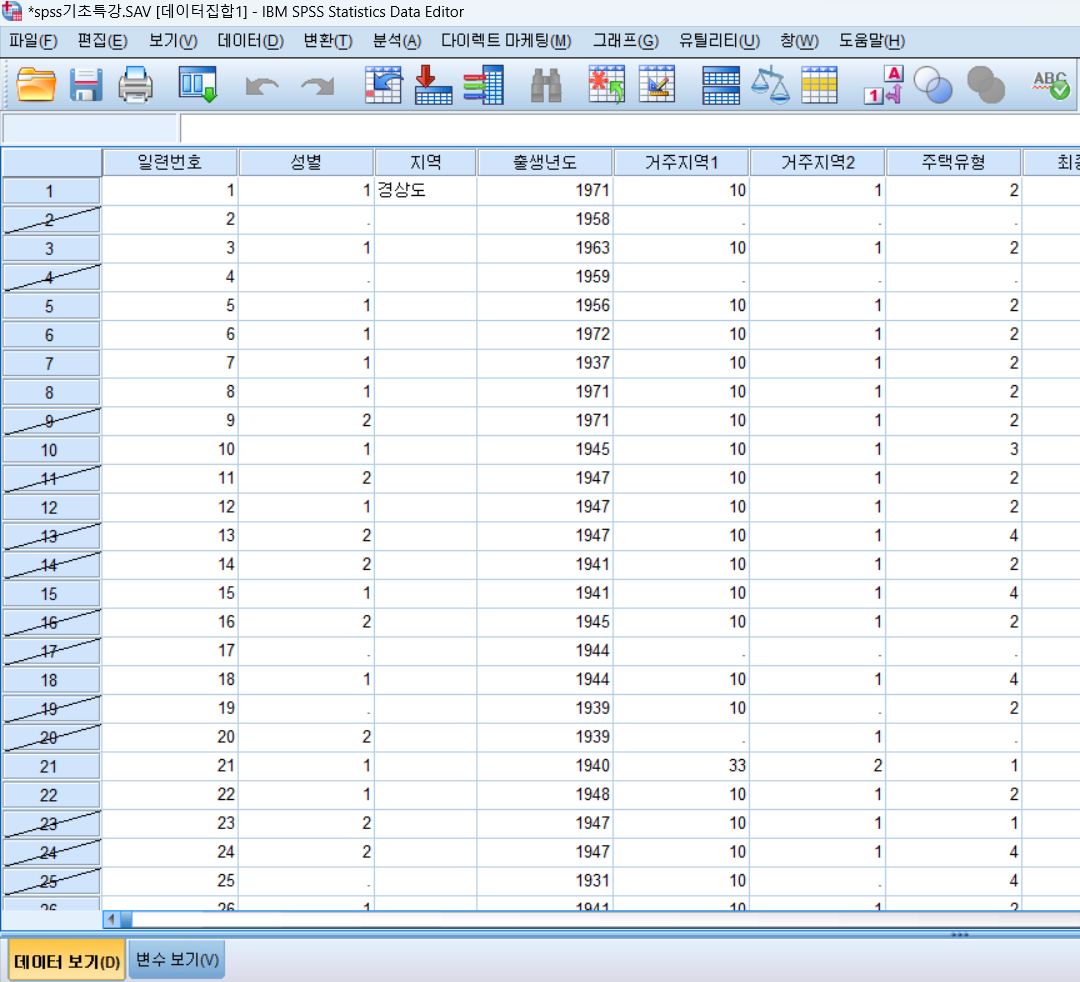 *spss기초특강.SAV [데이터집합1] - IBM SPSS Statistics Data Editor
파일(F) 편집(E) 보기(V) 데이터(D) 변환(T) 분석(A) 다이렉트 마케팅(M) 그래프(G) 유틸리티(U) 창(W) 도움말(H)
A 1 ABC
일련번호 성별 지역 출생년도 거주지역1 거주지역2 주택유형
1 1 1 경상도 1971 10 1 2
2 2 . 1958 . . .
3 3 1 1963 10 1 2
4 4 . 1959 . . .
5 5 1 1956 10 1 2
6 6 1 1972 10 1 2
7 7 1 1937 10 1 2
8 8 1 1971 10 1 2
9 9 2 1971 10 1 2
10 10 1 1945 10 1 3
11 11 2 1947 10 1 2
12 12 1 1947 10 1 2
13 13 2 1947 10 1 4
14 14 2 1941 10 1 2
15 15 1 1941 10 1 4
16 16 2 1945 10 1 2
17 17 . 1944 . . .
18 18 1 1944 10 1 4
19 19 . 1939 10 . 2
20 20 2 1939 . 1 .
21 21 1 1940 33 2 1
22 22 1 1948 10 1 2
23 23 2 1947 10 1 1
24 24 2 1947 10 1 4
25 25 . 1931 10 . 4
26 26 1 1941 10 1 2
데이터 보기(D) 변수 보기(V)